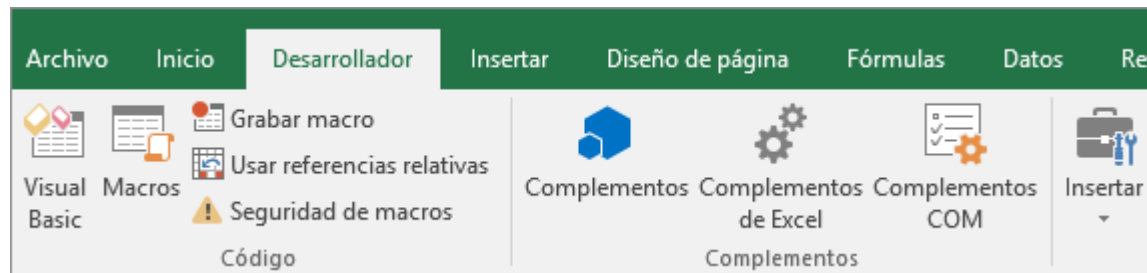 Archivo Inicio Desarrollador Insertar Diseño de página Fórmulas Datos Re
Grabar macro
Usar referencias relativas
Seguridad de macros
Visual Basic
Macros
Código
Complementos
Complementos de Excel
Complementos COM
Complementos
Insertar